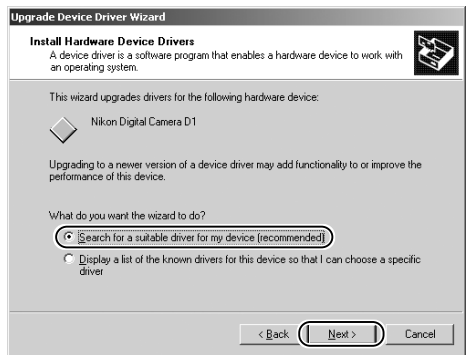 Upgrade Device Driver Wizard
Install Hardware Device Drivers
A device driver is a software program that enables a hardware device to work with
an operating system.
This wizard upgrades drivers for the following hardware device:
Nikon Digital Camera D1
Upgrading to a newer version of a device driver may add functionality to or improve the
performance of this device.
What do you want the wizard to do?
Search for a suitable driver for my device (recommended)
Display a list of the known drivers for this device so that I can choose a specific
driver
< Back Next > Cancel